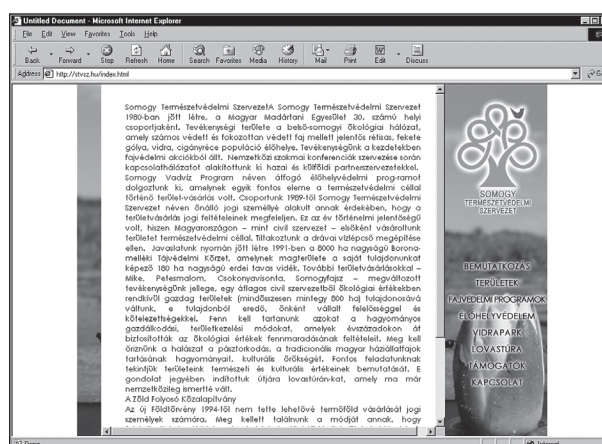 Untitled Document - Microsoft Internet Explorer
File Edit View Favorites Tools Help
Back Forward Stop Refresh Home Search Favorites Media History Mail Print Edit Discuss
Address http://stvsz.hu/index.html
Somogy Természetvédelmi SzervezetA Somogy Természetvédelmi Szervezet
1980-ban jött létre, a Magyar Madártani Egyesület 30. számú helyi
csoportjaként. Tevékenységi területe a belső-somogyi ökológiai hálózat,
amely számos védett és fokozottan védett faj mellett jelentős rétisas, fekete
gólya, vidra, cigányréce populáció élőhelye. Tevékenységünk a kezdetekben
fajvédelmi akciókból állt. Nemzetközi szakmai konferenciák szervezése során
kapcsolathálózatot alakítottunk ki hazai és külföldi partnerszervezetekkel.
Somogy Vadvíz Program néven átfogó élőhelyvédelmi prog-ramot
dolgoztunk ki, amelynek egyik fontos eleme a természetvédelmi céllal
történő terület-vásárlás volt. Csoportunk 1989-től Somogy Természetvédelmi
Szervezet néven önálló jogi személlyé alakult annak érdekében, hogy a
területvásárlás jogi feltételeinek megfeleljen. Ez az év történelmi jelentőségű
volt, hiszen Magyarországon – mint civil szervezet – elsőként vásároltunk
területet természetvédelmi céllal. Tiltakoztunk a drávai vízlépcső megépítése
ellen. Javaslatunk nyomán jött létre 1991-ben a 8000 ha nagyságú Boronka-
melléki Tájvédelmi Körzet, amelynek magterülete a saját tulajdonunkat
képező 180 ha nagyságú erdei tavas vidék. További területvásárlásokkal –
Mike, Petesmalom, Csokonyavisonta, Somogyfajsz – megváltozott
tevékenységünk jellege, egy átlagos civil szervezetből ökológiai értékekben
rendkívül gazdag területek (mindösszesen mintegy 800 ha) tulajdonosává
váltunk, e tulajdonból eredő, önként vállalt felelősséggel és
kötelezettségekkel. Fenn kell tartanunk azokat a hagyományos
gazdálkodási, területkezelési módokat, amelyek évszázadokon át
biztosították az ökológiai értékek fennmaradásának feltételeit. Meg kell
őriznünk a halászat a pásztorkodás, a tradicionális magyar háziállatfajok
tartásának hagyományait, kulturális örökségét. Fontos feladatunknak
tekintjük területeink természeti és kulturális értékeinek bemutatását. E
gondolat jegyében indítottuk útjára lovastúrán-kat, amely ma már
nemzetközileg ismertté vált.
A Zöld Folyosó Közalapítvány
Az új Földtörvény 1994-től nem tette lehetővé termőföld vásárlását jogi
személyek számára. Meg kellett találnunk a módját annak, hogy
SOMOGY
TERMÉSZETVÉDELMI
SZERVEZET
BEMUTATKOZÁS
TERÜLETEK
FAJVÉDELMI PROGRAMOK
ÉLŐHELYVÉDELEM
VIDRAPARK
LOVASTÚRA
TÁMOGATÓK
KAPCSOLAT